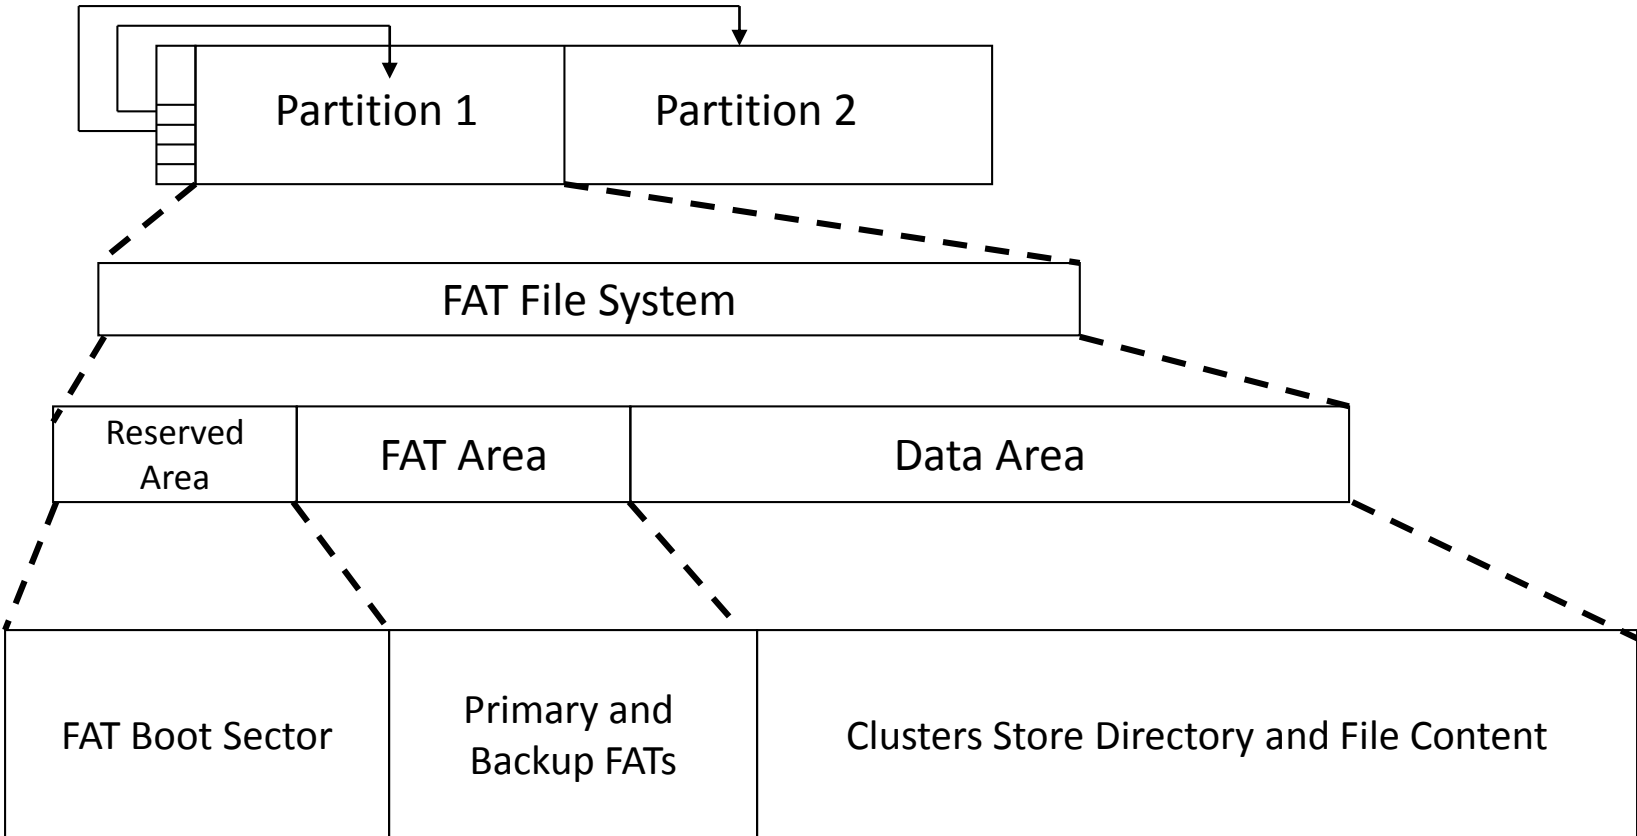 Partition 1
Partition 2
FAT File System
Reserved
Area
FAT Area
Data Area
FAT Boot Sector
Primary and
Backup FATs
Clusters Store Directory and File Content